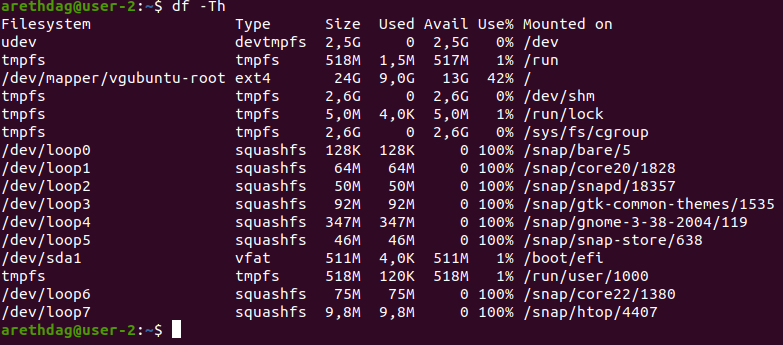 arethdag@user-2:~$ df -Th
Filesystem                  Type      Size  Used Avail Use% Mounted on
udev                        devtmpfs  2,5G     0  2,5G   0% /dev
tmpfs                       tmpfs     518M  1,5M  517M   1% /run
/dev/mapper/vgubuntu-root   ext4       24G  9,0G   13G  42% /
tmpfs                       tmpfs     2,6G     0  2,6G   0% /dev/shm
tmpfs                       tmpfs     5,0M  4,0K  5,0M   1% /run/lock
tmpfs                       tmpfs     2,6G     0  2,6G   0% /sys/fs/cgroup
/dev/loop0                  squashfs  128K  128K     0 100% /snap/bare/5
/dev/loop1                  squashfs   64M   64M     0 100% /snap/core20/1828
/dev/loop2                  squashfs   50M   50M     0 100% /snap/snapd/18357
/dev/loop3                  squashfs   92M   92M     0 100% /snap/gtk-common-themes/1535
/dev/loop4                  squashfs  347M  347M     0 100% /snap/gnome-3-38-2004/119
/dev/loop5                  squashfs   46M   46M     0 100% /snap/snap-store/638
/dev/sda1                   vfat      511M  4,0K  511M   1% /boot/efi
tmpfs                       tmpfs     518M  120K  518M   1% /run/user/1000
/dev/loop6                  squashfs   75M   75M     0 100% /snap/core22/1380
/dev/loop7                  squashfs  9,8M  9,8M     0 100% /snap/htop/4407
arethdag@user-2:~$